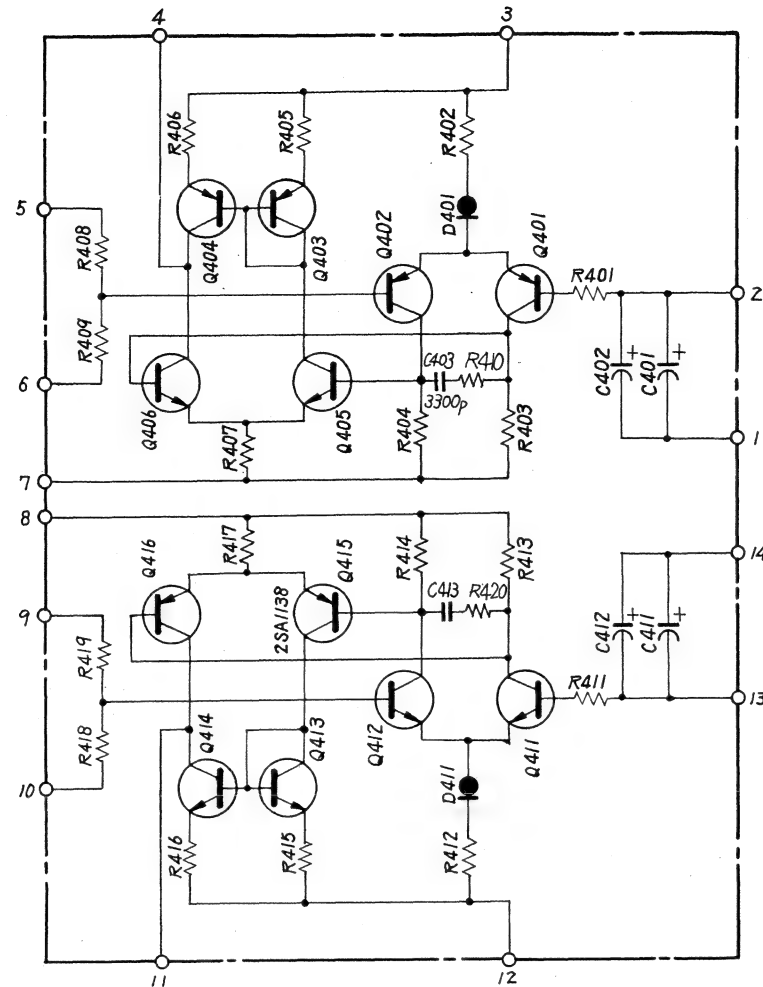 4
3
R406
R405
R402
D401
5
R408
Q404
Q403
Q402
Q401
R401
2
R409
6
Q406
Q405
C403
R410
3300p
R404
R403
C402
+
C401
+
R407
1
7
8
Q416
R417
Q415
R414
R413
14
C413
R420
2SA1138
9
R419
C412
+
C411
+
R411
13
R418
Q414
Q413
Q412
Q411
10
D411
R416
R415
R412
11
12